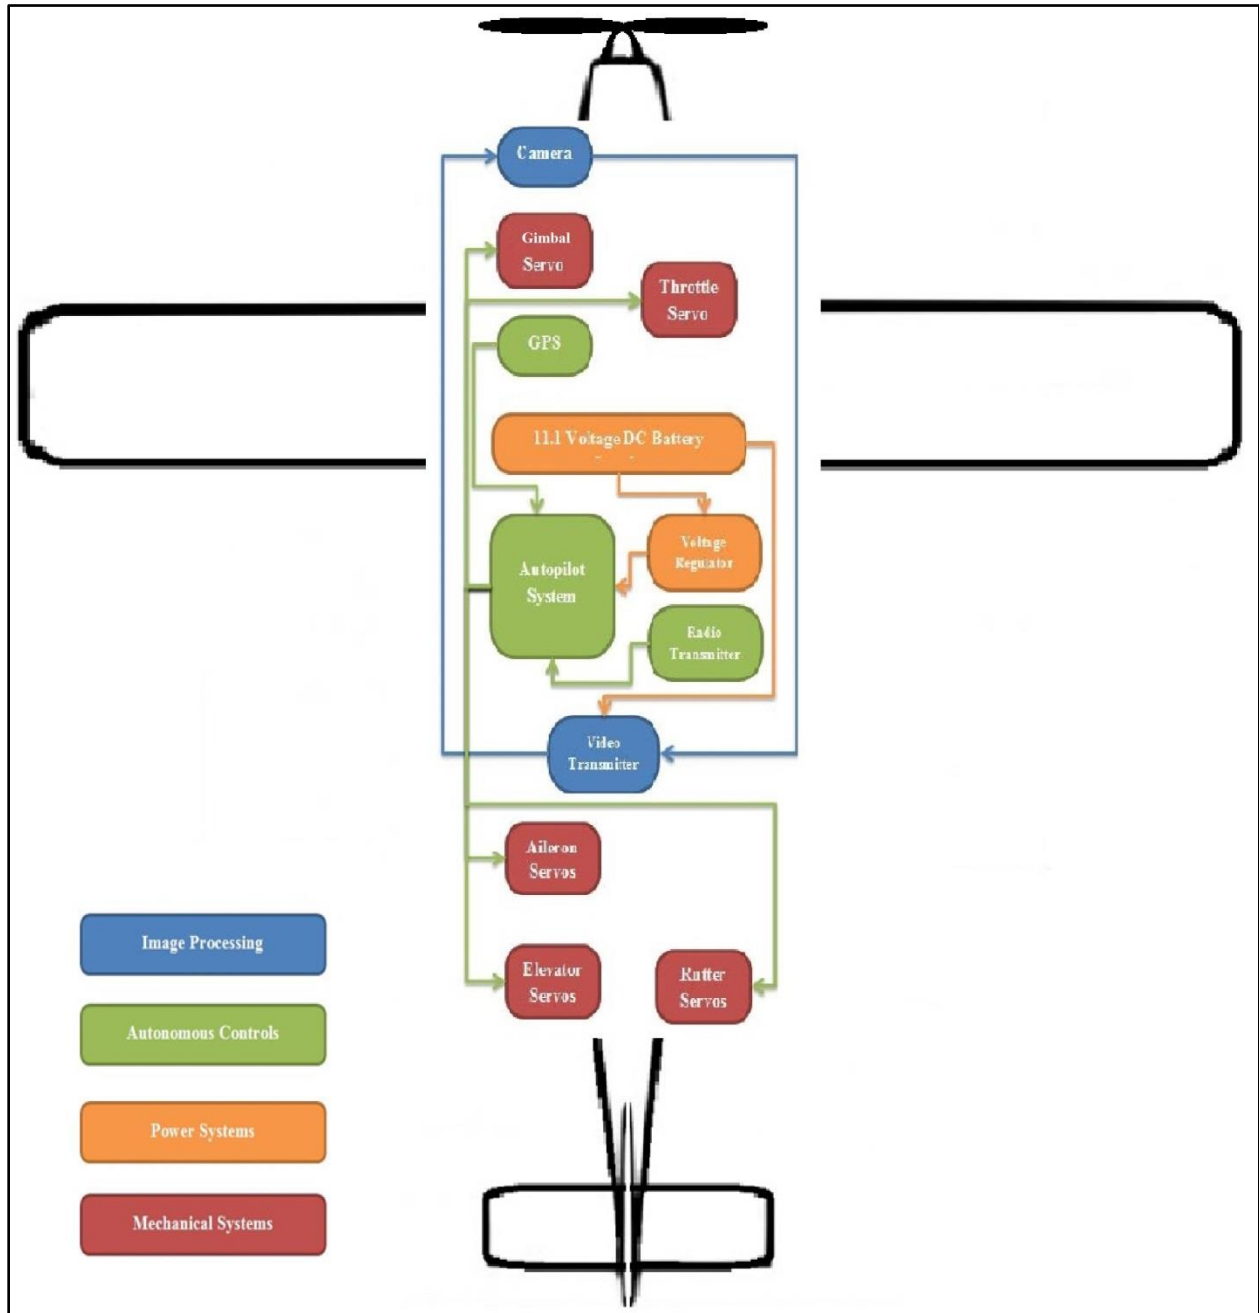 Camera
Gimbal
Servo
Throttle
Servo
GPS
11.1 Voltage DC Battery
Voltage
Regulator
Autopilot
System
Radio
Transmitter
Video
Transmitter
Aileron
Servos
Elevator
Servos
Rutter
Servos
Image Processing
Autonomous Controls
Power Systems
Mechanical Systems